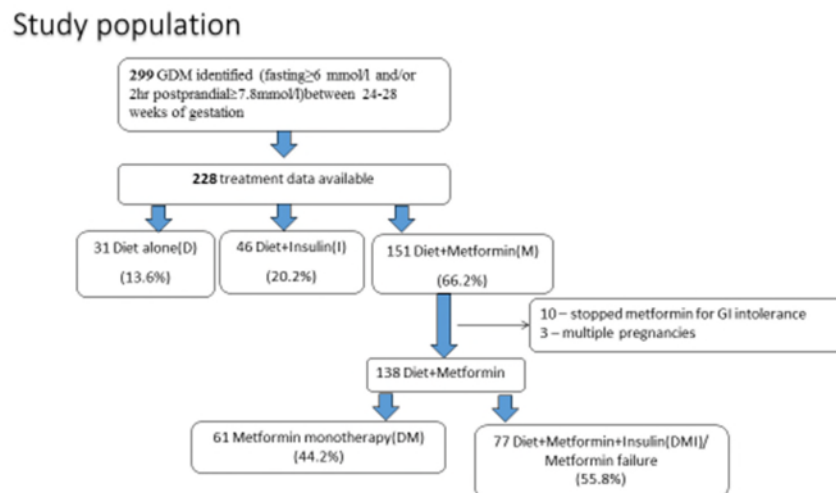 Study population
299 GDM identified (fasting≥6 mmol/l and/or
2hr postprandial≥7.8mmol/l)between 24-28
weeks of gestation
228 treatment data available
31 Diet alone(D)
(13.6%)
46 Diet+Insulin(I)
(20.2%)
151 Diet+Metformin(M)
(66.2%)
10 – stopped metformin for GI intolerance
3 – multiple pregnancies
138 Diet+Metformin
61 Metformin monotherapy(DM)
(44.2%)
77 Diet+Metformin+Insulin(DMI)/
Metformin failure
(55.8%)